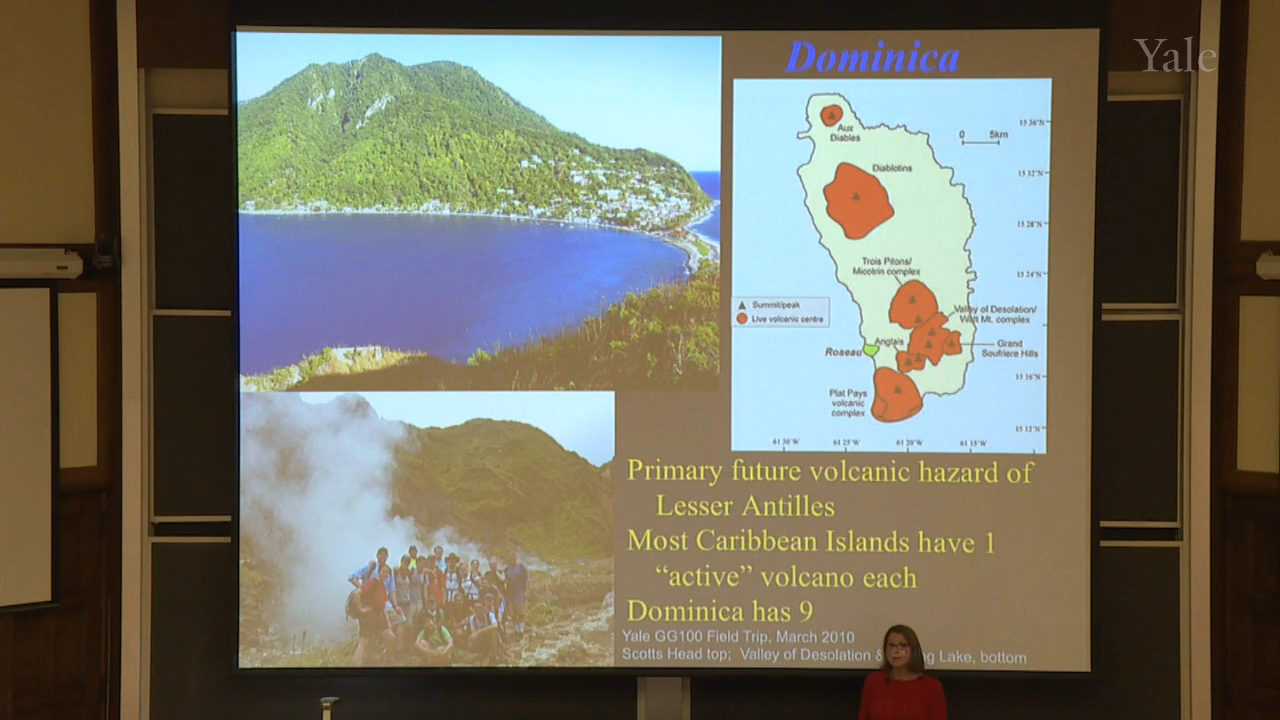 Yale
Dominica
Aux
Diables
Diablotins
Trois Pitons/
Micotrin complex
Valley of Desolation/
Watt Mt. complex
Anglais
Grand
Soufriere Hills
Roseau
Plat Pays
volcanic
complex
Summit/peak
Live volcanic centre
0 5km
15 36'N
15 32'N
15 28'N
15 24'N
15 16'N
15 12'N
61 30'W
61 25'W
61 20'W
61 15'W
Primary future volcanic hazard of
Lesser Antilles
Most Caribbean Islands have 1
“active” volcano each
Dominica has 9
Yale GG100 Field Trip, March 2010
Scotts Head top; Valley of Desolation & Lake, bottom